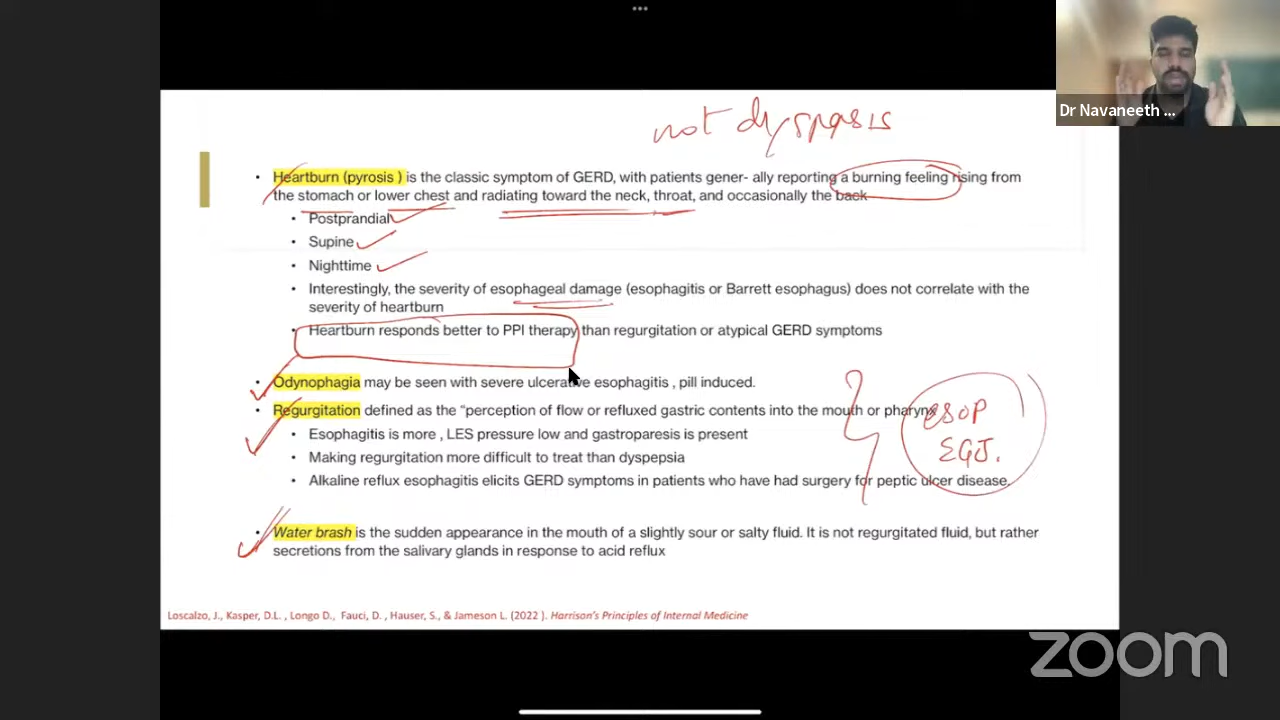 Dr Navaneeth ...
not dyspepsis
Heartburn (pyrosis ) is the classic symptom of GERD, with patients gener- ally reporting a burning feeling rising from
the stomach or lower chest and radiating toward the neck, throat, and occasionally the back
Postprandial
Supine
Nighttime
Interestingly, the severity of esophageal damage (esophagitis or Barrett esophagus) does not correlate with the
severity of heartburn
Heartburn responds better to PPI therapy than regurgitation or atypical GERD symptoms
Odynophagia may be seen with severe ulcerative esophagitis , pill induced.
Regurgitation defined as the “perception of flow or refluxed gastric contents into the mouth or pharynx
ESOP
EGJ.
Esophagitis is more , LES pressure low and gastroparesis is present
Making regurgitation more difficult to treat than dyspepsia
Alkaline reflux esophagitis elicits GERD symptoms in patients who have had surgery for peptic ulcer disease.
Water brash is the sudden appearance in the mouth of a slightly sour or salty fluid. It is not regurgitated fluid, but rather
secretions from the salivary glands in response to acid reflux
Loscalzo, J., Kasper, D.L. , Longo D., Fauci, D. , Hauser, S., & Jameson L. (2022 ). Harrison's Principles of Internal Medicine
zoom